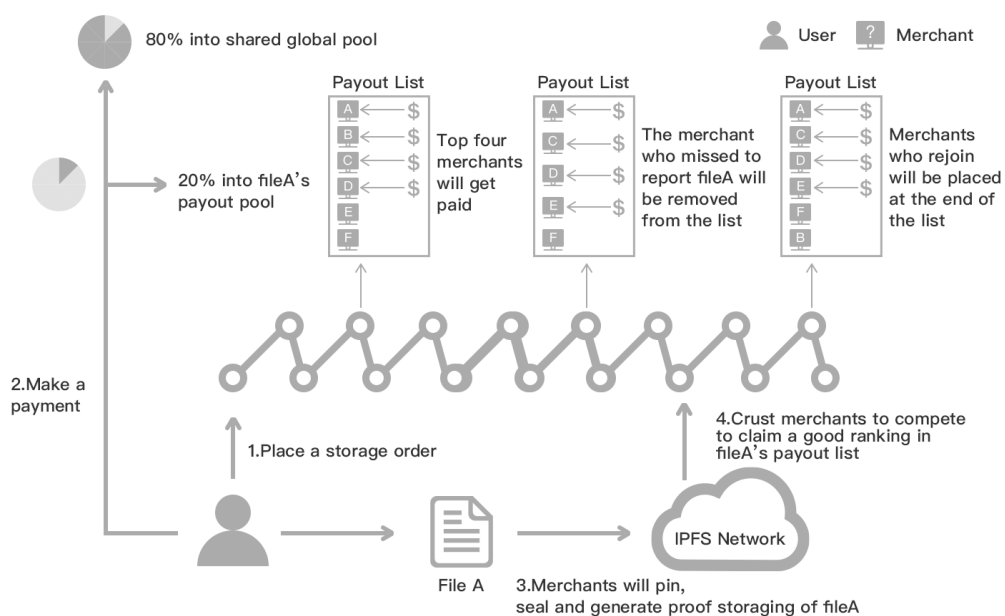 80% into shared global pool
User
? Merchant
Payout List
A $
B $
C $
D $
E
F
Top four
merchants
will get
paid
Payout List
A $
C $
D $
E $
F
The merchant
who missed to
report fileA will
be removed
from the list
Payout List
A $
C $
D $
E $
F
B
Merchants
who rejoin
will be placed
at the end of
the list
20% into fileA's
payout pool
2.Make a
payment
1.Place a storage order
4.Crust merchants to compete
to claim a good ranking in
fileA's payout list
IPFS Network
File A
3.Merchants will pin,
seal and generate proof storaging of fileA